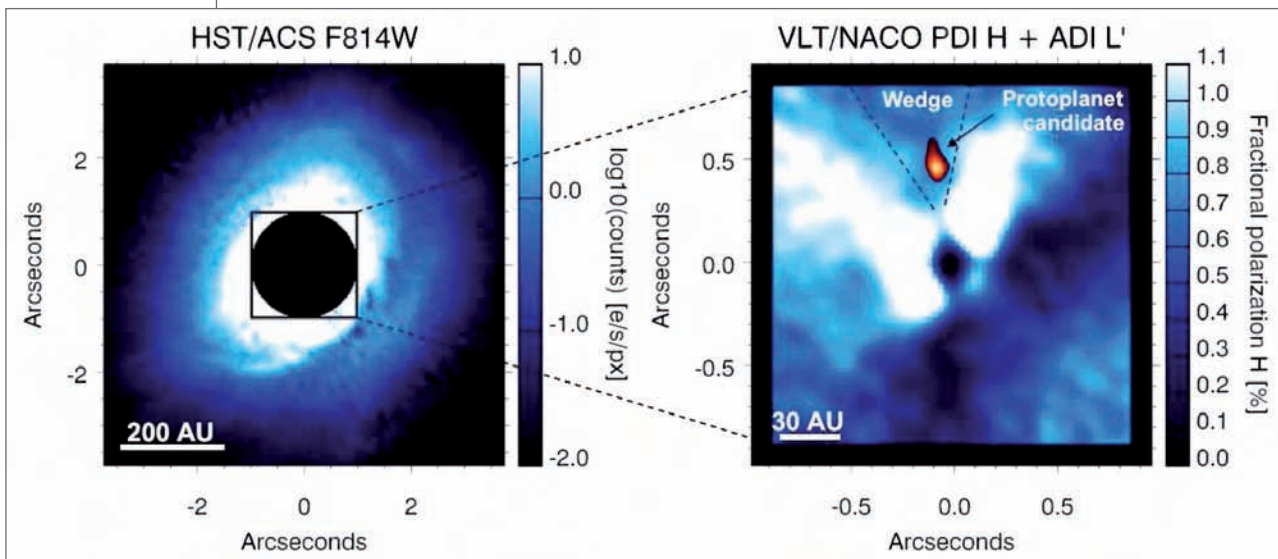 HST/ACS F814W
Arcseconds
2
0
-2
200 AU
-2
0
2
Arcseconds
1.0
0.0
-1.0
-2.0
log10(counts) [e/s/px]
VLT/NACO PDI H + ADI L'
Arcseconds
0.5
0.0
-0.5
Wedge
Protoplanet
candidate
30 AU
-0.5
0.0
0.5
Arcseconds
1.1
1.0
0.9
0.8
0.7
0.6
0.5
0.4
0.3
0.2
0.1
0.0
Fractional polarization H [%]